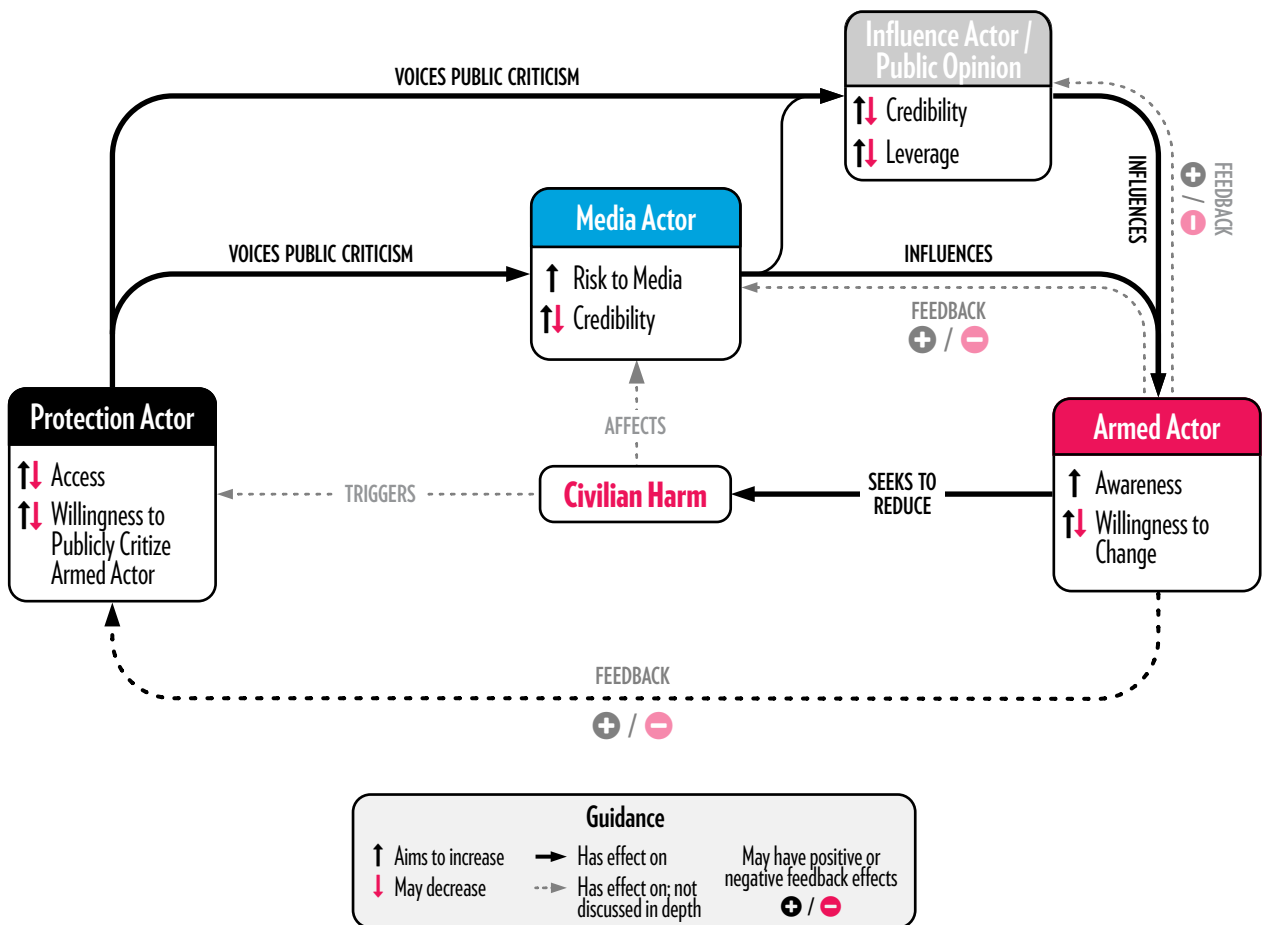 Influence Actor /
Public Opinion
Credibility
Leverage
VOICES PUBLIC CRITICISM
INFLUENCES
FEEDBACK
+ / −
Media Actor
Risk to Media
Credibility
VOICES PUBLIC CRITICISM
INFLUENCES
FEEDBACK
+ / −
Protection Actor
Access
Willingness to
Publicly Critize
Armed Actor
AFFECTS
TRIGGERS
Civilian Harm
SEEKS TO
REDUCE
Armed Actor
Awareness
Willingness to
Change
FEEDBACK
+ / −
Guidance
Aims to increase
May decrease
Has effect on
Has effect on; not
discussed in depth
May have positive or
negative feedback effects
+ / −